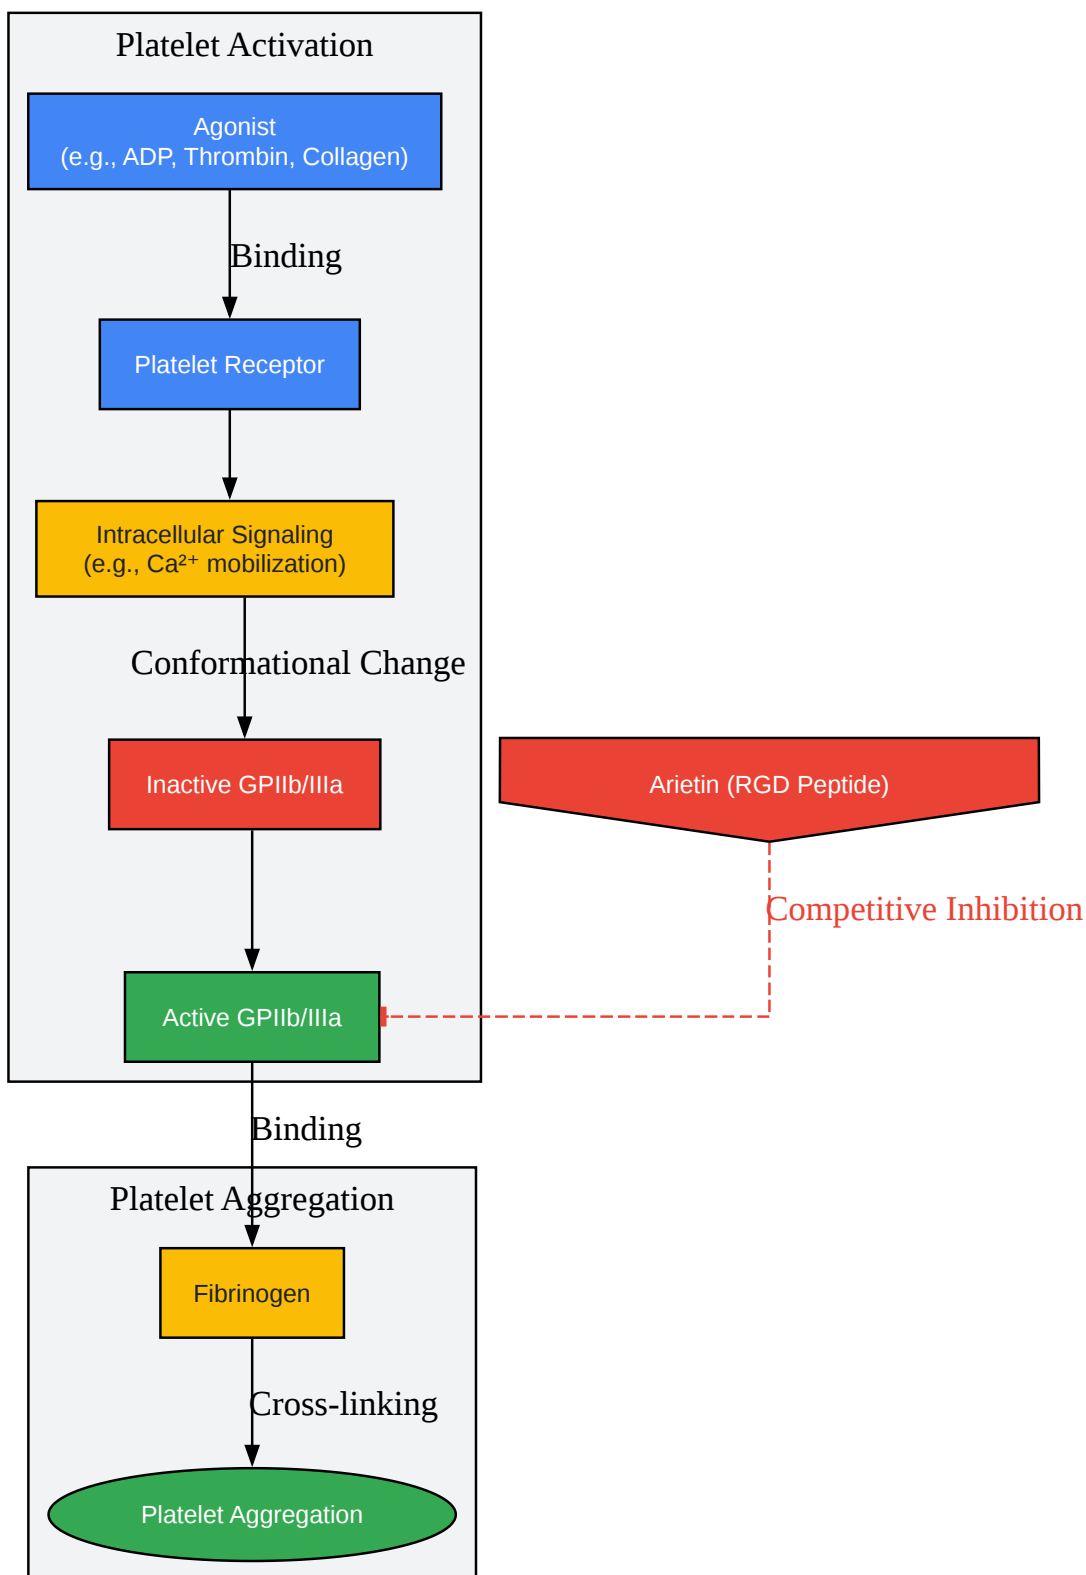 Platelet Activation
Agonist
(e.g., ADP, Thrombin, Collagen)
Binding
Platelet Receptor
Intracellular Signaling
(e.g., Ca²⁺ mobilization)
Conformational Change
Inactive GPIIb/IIIa
Arietin (RGD Peptide)
Competitive Inhibition
Active GPIIb/IIIa
Binding
Platelet Aggregation
Fibrinogen
Cross-linking
Platelet Aggregation